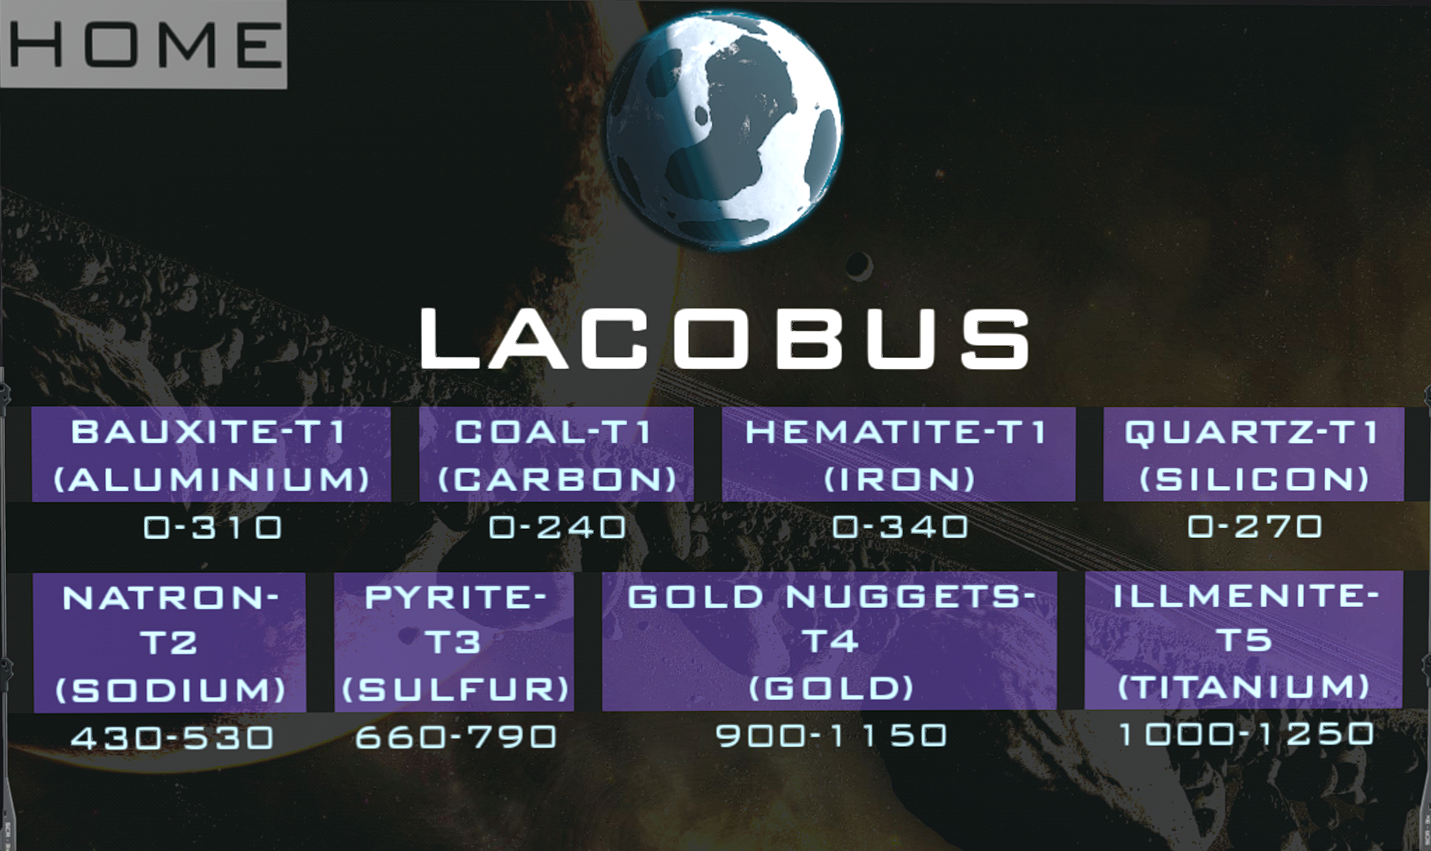 HOME
LACOBUS
BAUXITE-T1
(ALUMINIUM)
0-310
COAL-T1
(CARBON)
0-240
HEMATITE-T1
(IRON)
0-340
QUARTZ-T1
(SILICON)
0-270
NATRON-
T2
(SODIUM)
430-530
PYRITE-
T3
(SULFUR)
660-790
GOLD NUGGETS-
T4
(GOLD)
900-1150
ILLMENITE-
T5
(TITANIUM)
1000-1250